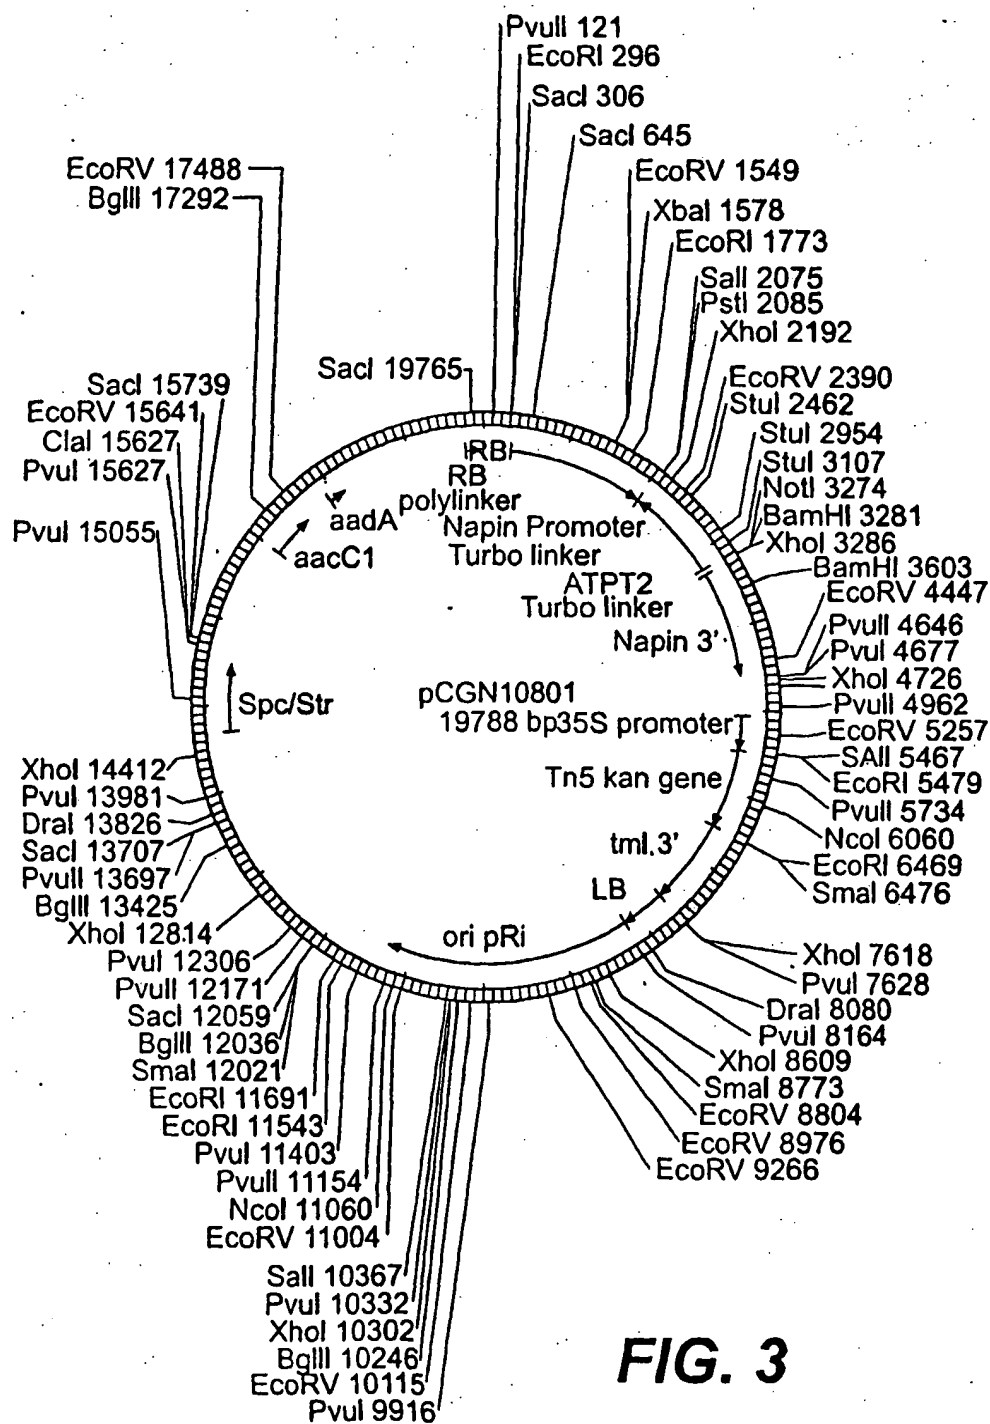 PvuII 121
EcoRI 296
SacI 306
SacI 645
EcoRV 1549
XbaI 1578
EcoRI 1773
SalI 2075
PstI 2085
XhoI 2192
EcoRV 2390
StuI 2462
StuI 2954
StuI 3107
NotI 3274
BamHI 3281
XhoI 3286
BamHI 3603
EcoRV 4447
PvuII 4646
PvuI 4677
XhoI 4726
PvuII 4962
EcoRV 5257
SAlI 5467
EcoRI 5479
PvuII 5734
NcoI 6060
EcoRI 6469
SmaI 6476
XhoI 7618
PvuI 7628
DraI 8080
PvuI 8164
XhoI 8609
SmaI 8773
EcoRV 8804
EcoRV 8976
EcoRV 9266
PvuI 9916
EcoRV 10115
BglII 10246
XhoI 10302
PvuI 10332
SalI 10367
EcoRV 11004
NcoI 11060
PvuII 11154
PvuI 11403
EcoRI 11543
EcoRI 11691
SmaI 12021
BglII 12036
SacI 12059
PvuII 12171
PvuI 12306
XhoI 12814
BglII 13425
PvuII 13697
SacI 13707
DraI 13826
PvuI 13981
XhoI 14412
PvuI 15055
PvuI 15627
ClaI 15627
EcoRV 15641
SacI 15739
BglII 17292
EcoRV 17488
SacI 19765
RB
RB
polylinker
Napin Promoter
Turbo linker
ATPT2
Turbo linker
Napin 3'
pCGN10801
19788 bp
35S promoter
Tn5 kan gene
tml.3'
LB
ori pRi
Spc/Str
aacC1
aadA
FIG. 3